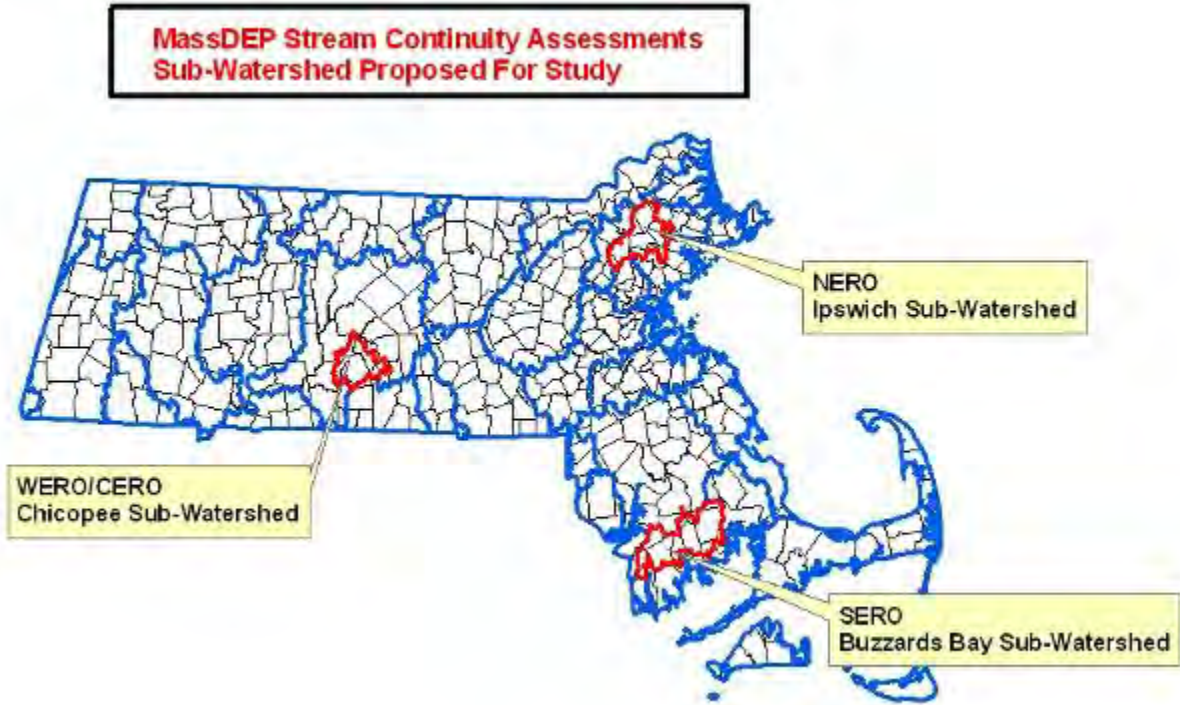 MassDEP Stream Continuity Assessments
Sub-Watershed Proposed For Study
NERO
Ipswich Sub-Watershed
WERO/CERO
Chicopee Sub-Watershed
SERO
Buzzards Bay Sub-Watershed